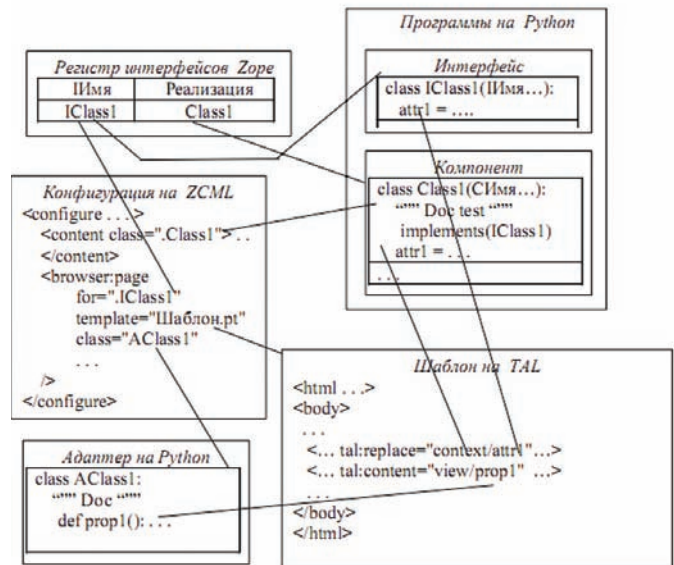 Программы на Python
Регистр интерфейсов Zope
IИмя Реализация
IClass1 Class1
Интерфейс
class IClass1(IИмя…):
attr1 = ….
Компонент
class Class1(СИмя…):
“”” Doc test “””
implements(IClass1)
attr1 = . . .
. . .
Конфигурация на ZCML
<configure . . .>
<content class=".Class1"> . .
</content>
<browser:page
for=".IClass1"
template="Шаблон.pt"
class="AClass1"
. . .
/>
</configure>
Шаблон на TAL
<html . . .>
<body>
. . .
<… tal:replace="context/attr1"…>
<… tal:content="view/prop1" …>
. . .
</body>
</html>
Адаптер на Python
class AClass1:
“”” Doc “””
def prop1(): . . .